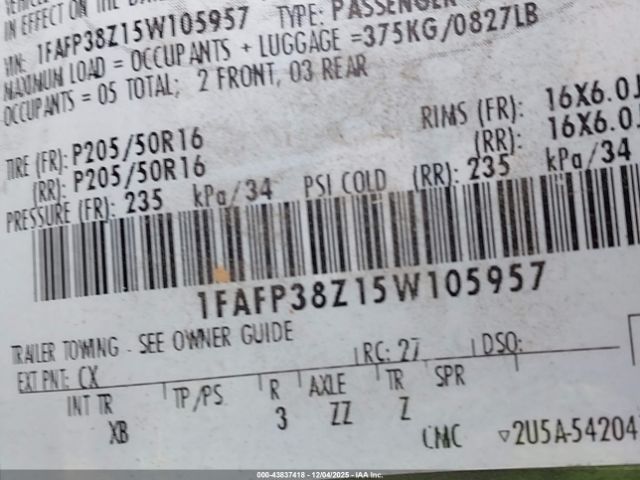 IN EFFECT ON THE DA
VIN: 1FAFP38Z15W105957 TYPE: PASSENGER
MAXIMUM LOAD = OCCUPANTS + LUGGAGE =375KG/0827LB
OCCUPANTS = 05 TOTAL; 2 FRONT, 03 REAR
TIRE (FR): P205/50R16 RIMS (FR): 16X6.0J
(RR): P205/50R16 (RR): 16X6.0J
PRESSURE (FR): 235 kPa/34 PSI COLD (RR): 235 kPa/34
1FAFP38Z15W105957
TRAILER TOWING - SEE OWNER GUIDE
EXT PNT: CX RC: 27 DSO:
INT TR TP/PS R AXLE TR SPR
XB 3 ZZ Z
CMC ▽2U5A-54204
000-43837418 - 12/04/2025 - IAA Inc.